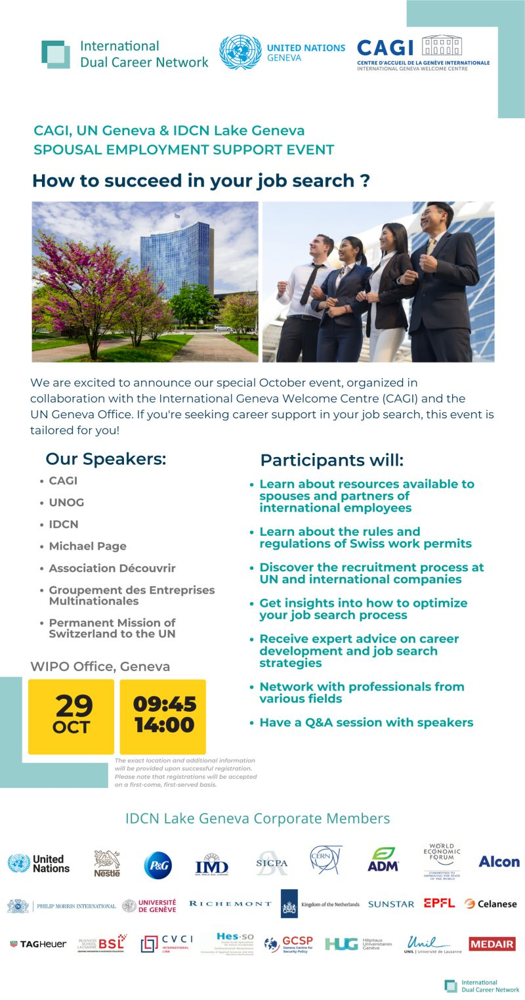 International
Dual Career Network
UNITED NATIONS
GENEVA
CAGI
CENTRE D'ACCUEIL DE LA GENÈVE INTERNATIONALE
INTERNATIONAL GENEVA WELCOME CENTRE
CAGI, UN Geneva & IDCN Lake Geneva
SPOUSAL EMPLOYMENT SUPPORT EVENT
How to succeed in your job search ?
We are excited to announce our special October event, organized in
collaboration with the International Geneva Welcome Centre (CAGI) and the
UN Geneva Office. If you're seeking career support in your job search, this event is
tailored for you!
Our Speakers:
• CAGI
• UNOG
• IDCN
• Michael Page
• Association Découvrir
• Groupement des Entreprises
Multinationales
• Permanent Mission of
Switzerland to the UN
WIPO Office, Geneva
29
OCT
09:45
14:00
The exact location and additional information
will be provided upon successful registration.
Please note that registrations will be accepted
on a first-come, first-served basis.
Participants will:
• Learn about resources available to
spouses and partners of
international employees
• Learn about the rules and
regulations of Swiss work permits
• Discover the recruitment process at
UN and international companies
• Get insights into how to optimize
your job search process
• Receive expert advice on career
development and job search
strategies
• Network with professionals from
various fields
• Have a Q&A session with speakers
IDCN Lake Geneva Corporate Members
United
Nations
Nestlē
P&G
IMD
REAL WORLD. REAL LEARNING
SICPA
CERN
ADM
WORLD
ECONOMIC
FORUM
COMMITTED TO
IMPROVING THE STATE
OF THE WORLD
Alcon
PHILIP MORRIS INTERNATIONAL
UNIVERSITÉ
DE GENÈVE
RICHEMONT
Kingdom of the Netherlands
SUNSTAR
EPFL
Celanese
TAGHeuer
BUSINESS
SCHOOL
LAUSANNE
BSL
CVCI
INTERNATIONAL
LINK
Hes·so
GCSP
Geneva Centre for
Security Policy
HUG
Hôpitaux
Universitaires
Genève
Unil
UNIL | Université de Lausanne
MEDAIR
International
Dual Career Network